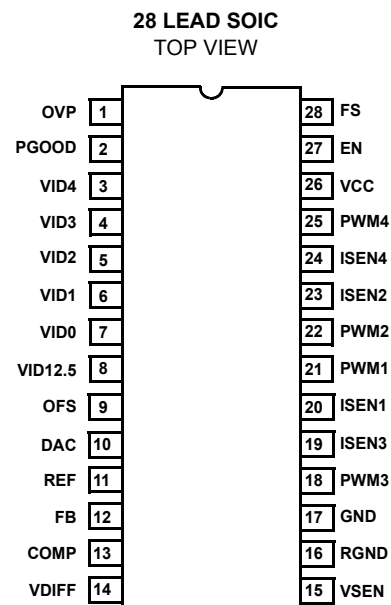 28 LEAD SOIC
TOP VIEW
OVP 1 28 FS
PGOOD 2 27 EN
VID4 3 26 VCC
VID3 4 25 PWM4
VID2 5 24 ISEN4
VID1 6 23 ISEN2
VID0 7 22 PWM2
VID12.5 8 21 PWM1
OFS 9 20 ISEN1
DAC 10 19 ISEN3
REF 11 18 PWM3
FB 12 17 GND
COMP 13 16 RGND
VDIFF 14 15 VSEN